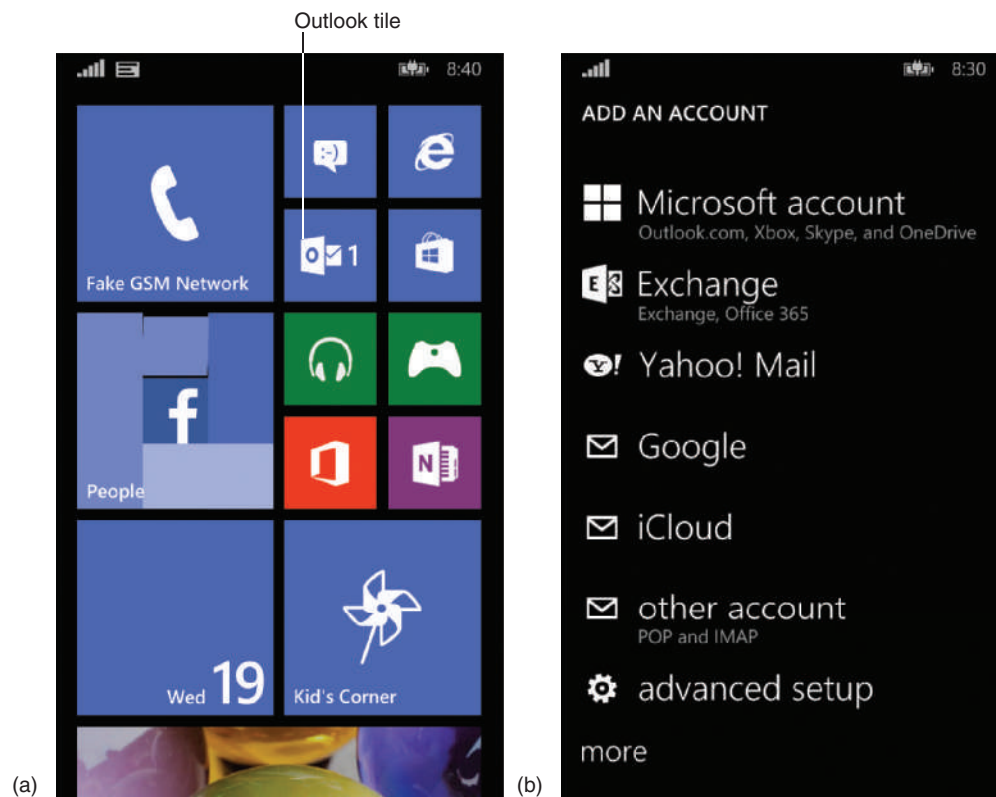 Outlook tile
8:40
:-)
e
o 1
Fake GSM Network
f
People
N
Wed 19
Kid's Corner
(a)
8:30
ADD AN ACCOUNT
Microsoft account
Outlook.com, Xbox, Skype, and OneDrive
E Exchange
Exchange, Office 365
Y! Yahoo! Mail
Google
iCloud
other account
POP and IMAP
advanced setup
more
(b)